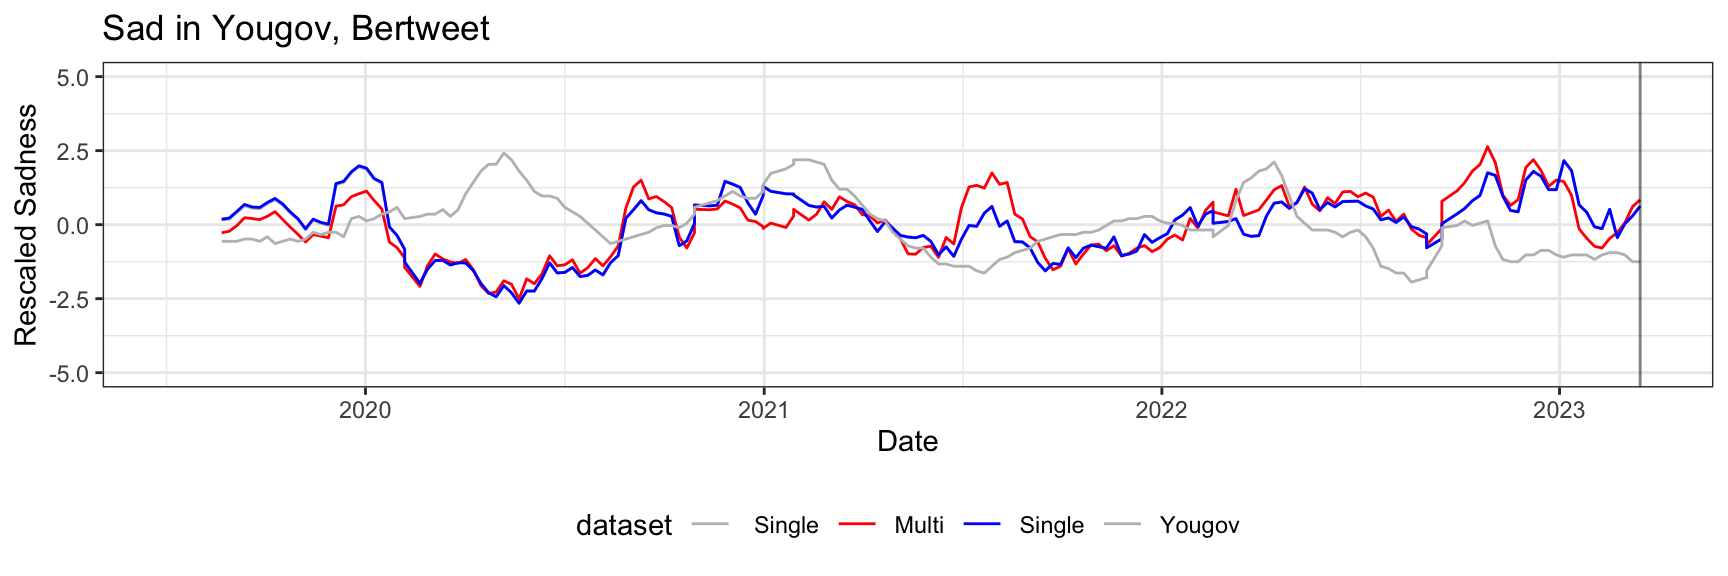 Sad in Yougov, Bertweet
Rescaled Sadness
5.0
2.5
0.0
-2.5
-5.0
2020 2021 2022 2023
Date
dataset Single Multi Single Yougov